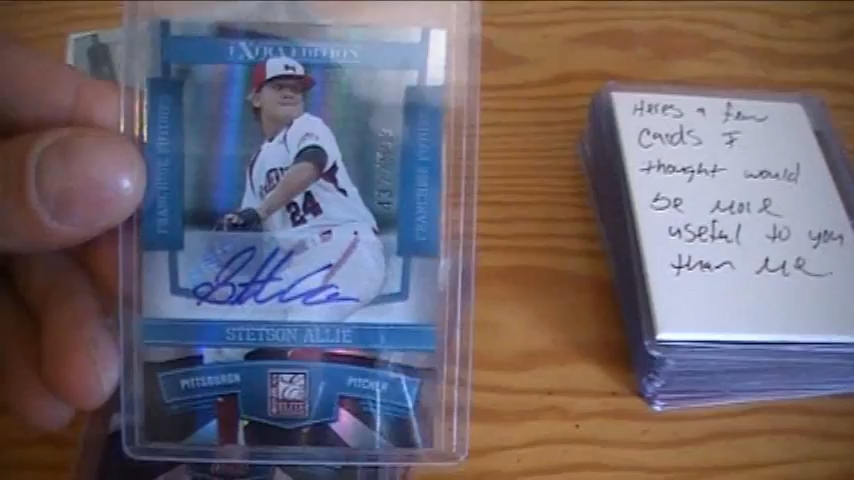 EXTRA EDITION
FRANCHISE FUTURES
FRANCHISE FUTURES
24
STETSON ALLIE
PITTSBURGH
PITCHER
ELITE
Heres a few
Cards I
thought would
be more
useful to you
than me